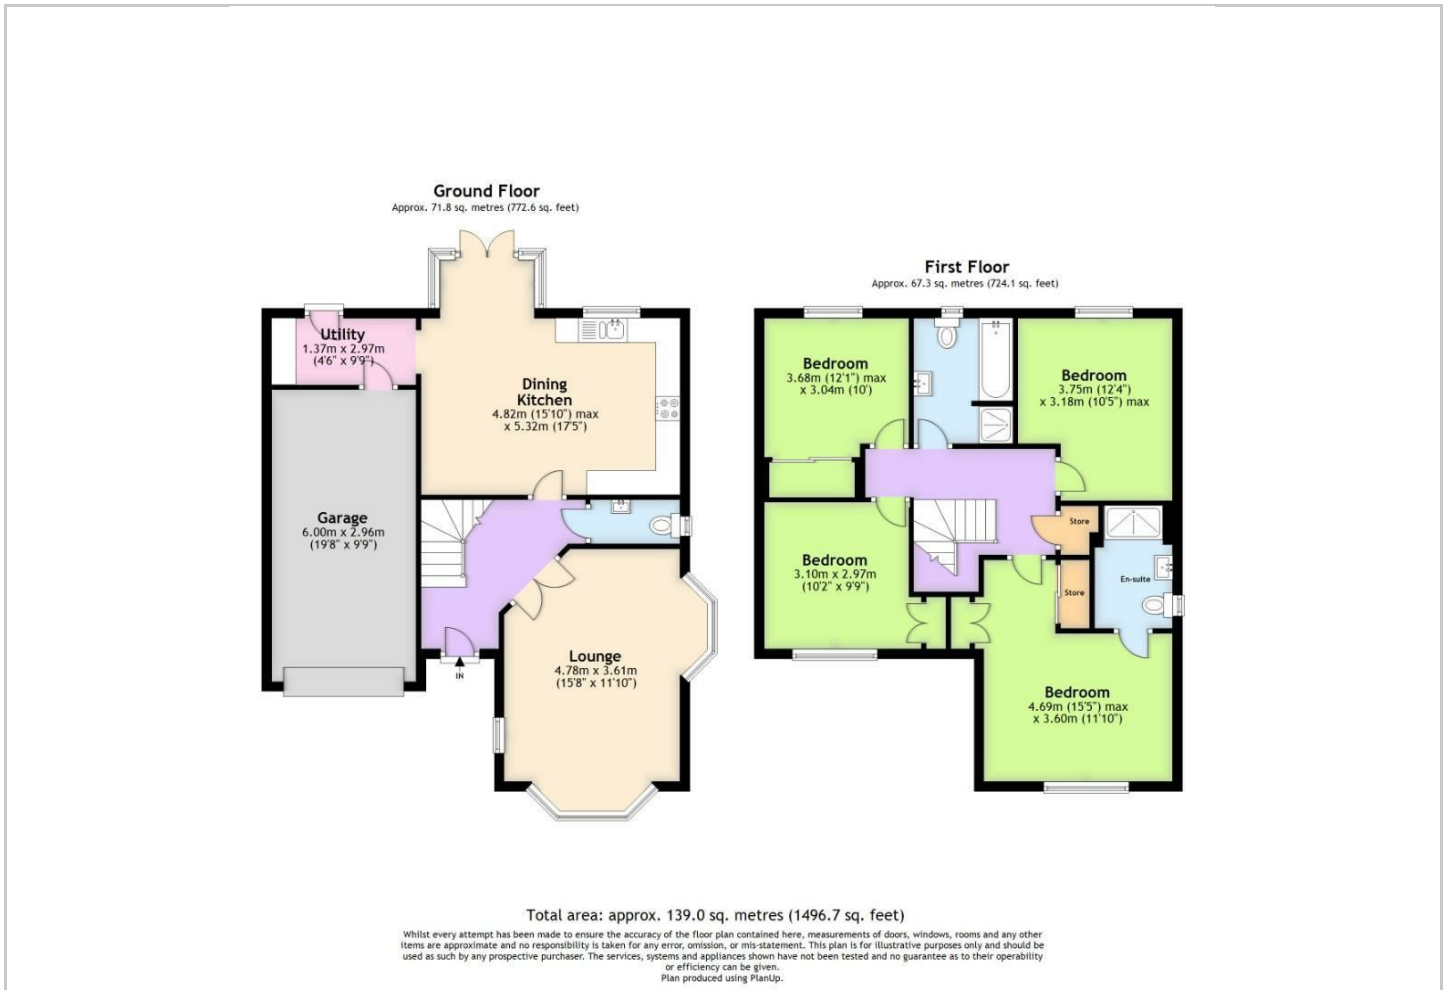 Ground Floor
Approx. 71.8 sq. metres (772.6 sq. feet)
Utility
1.37m x 2.97m
(4'6" x 9'9")
Dining
Kitchen
4.82m (15'10") max
x 5.32m (17'5")
Garage
6.00m x 2.96m
(19'8" x 9'9")
Lounge
4.78m x 3.61m
(15'8" x 11'10")
IN
First Floor
Approx. 67.3 sq. metres (724.1 sq. feet)
Bedroom
3.68m (12'1") max
x 3.04m (10')
Bedroom
3.75m (12'4")
x 3.18m (10'5") max
Store
Bedroom
3.10m x 2.97m
(10'2" x 9'9")
En-suite
Store
Bedroom
4.69m (15'5") max
x 3.60m (11'10")
Total area: approx. 139.0 sq. metres (1496.7 sq. feet)
Whilst every attempt has been made to ensure the accuracy of the floor plan contained here, measurements of doors, windows, rooms and any other
items are approximate and no responsibility is taken for any error, omission, or mis-statement. This plan is for illustrative purposes only and should be
used as such by any prospective purchaser. The services, systems and appliances shown have not been tested and no guarantee as to their operability
or efficiency can be given.
Plan produced using PlanUp.